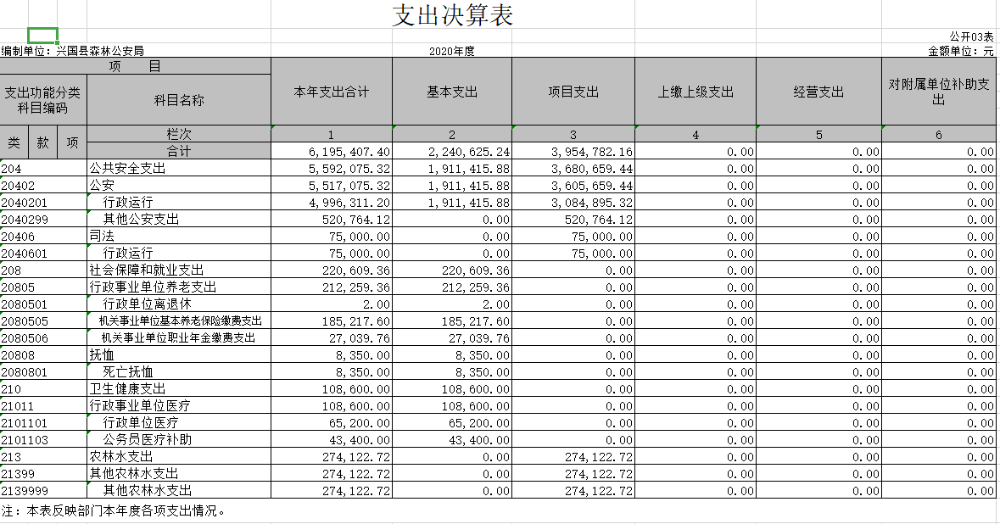 支出决算表
公开03表
编制单位：兴国县森林公安局 2020年度 金额单位：元
项 目 本年支出合计 基本支出 项目支出 上缴上级支出 经营支出 对附属单位补助支出
支出功能分类科目编码 科目名称
类 款 项 栏次 1 2 3 4 5 6
合计 6,195,407.40 2,240,625.24 3,954,782.16 0.00 0.00 0.00
204 公共安全支出 5,592,075.32 1,911,415.88 3,680,659.44 0.00 0.00 0.00
20402 公安 5,517,075.32 1,911,415.88 3,605,659.44 0.00 0.00 0.00
2040201 行政运行 4,996,311.20 1,911,415.88 3,084,895.32 0.00 0.00 0.00
2040299 其他公安支出 520,764.12 0.00 520,764.12 0.00 0.00 0.00
20406 司法 75,000.00 0.00 75,000.00 0.00 0.00 0.00
2040601 行政运行 75,000.00 0.00 75,000.00 0.00 0.00 0.00
208 社会保障和就业支出 220,609.36 220,609.36 0.00 0.00 0.00 0.00
20805 行政事业单位养老支出 212,259.36 212,259.36 0.00 0.00 0.00 0.00
2080501 行政单位离退休 2.00 2.00 0.00 0.00 0.00 0.00
2080505 机关事业单位基本养老保险缴费支出 185,217.60 185,217.60 0.00 0.00 0.00 0.00
2080506 机关事业单位职业年金缴费支出 27,039.76 27,039.76 0.00 0.00 0.00 0.00
20808 抚恤 8,350.00 8,350.00 0.00 0.00 0.00 0.00
2080801 死亡抚恤 8,350.00 8,350.00 0.00 0.00 0.00 0.00
210 卫生健康支出 108,600.00 108,600.00 0.00 0.00 0.00 0.00
21011 行政事业单位医疗 108,600.00 108,600.00 0.00 0.00 0.00 0.00
2101101 行政单位医疗 65,200.00 65,200.00 0.00 0.00 0.00 0.00
2101103 公务员医疗补助 43,400.00 43,400.00 0.00 0.00 0.00 0.00
213 农林水支出 274,122.72 0.00 274,122.72 0.00 0.00 0.00
21399 其他农林水支出 274,122.72 0.00 274,122.72 0.00 0.00 0.00
2139999 其他农林水支出 274,122.72 0.00 274,122.72 0.00 0.00 0.00
注：本表反映部门本年度各项支出情况。